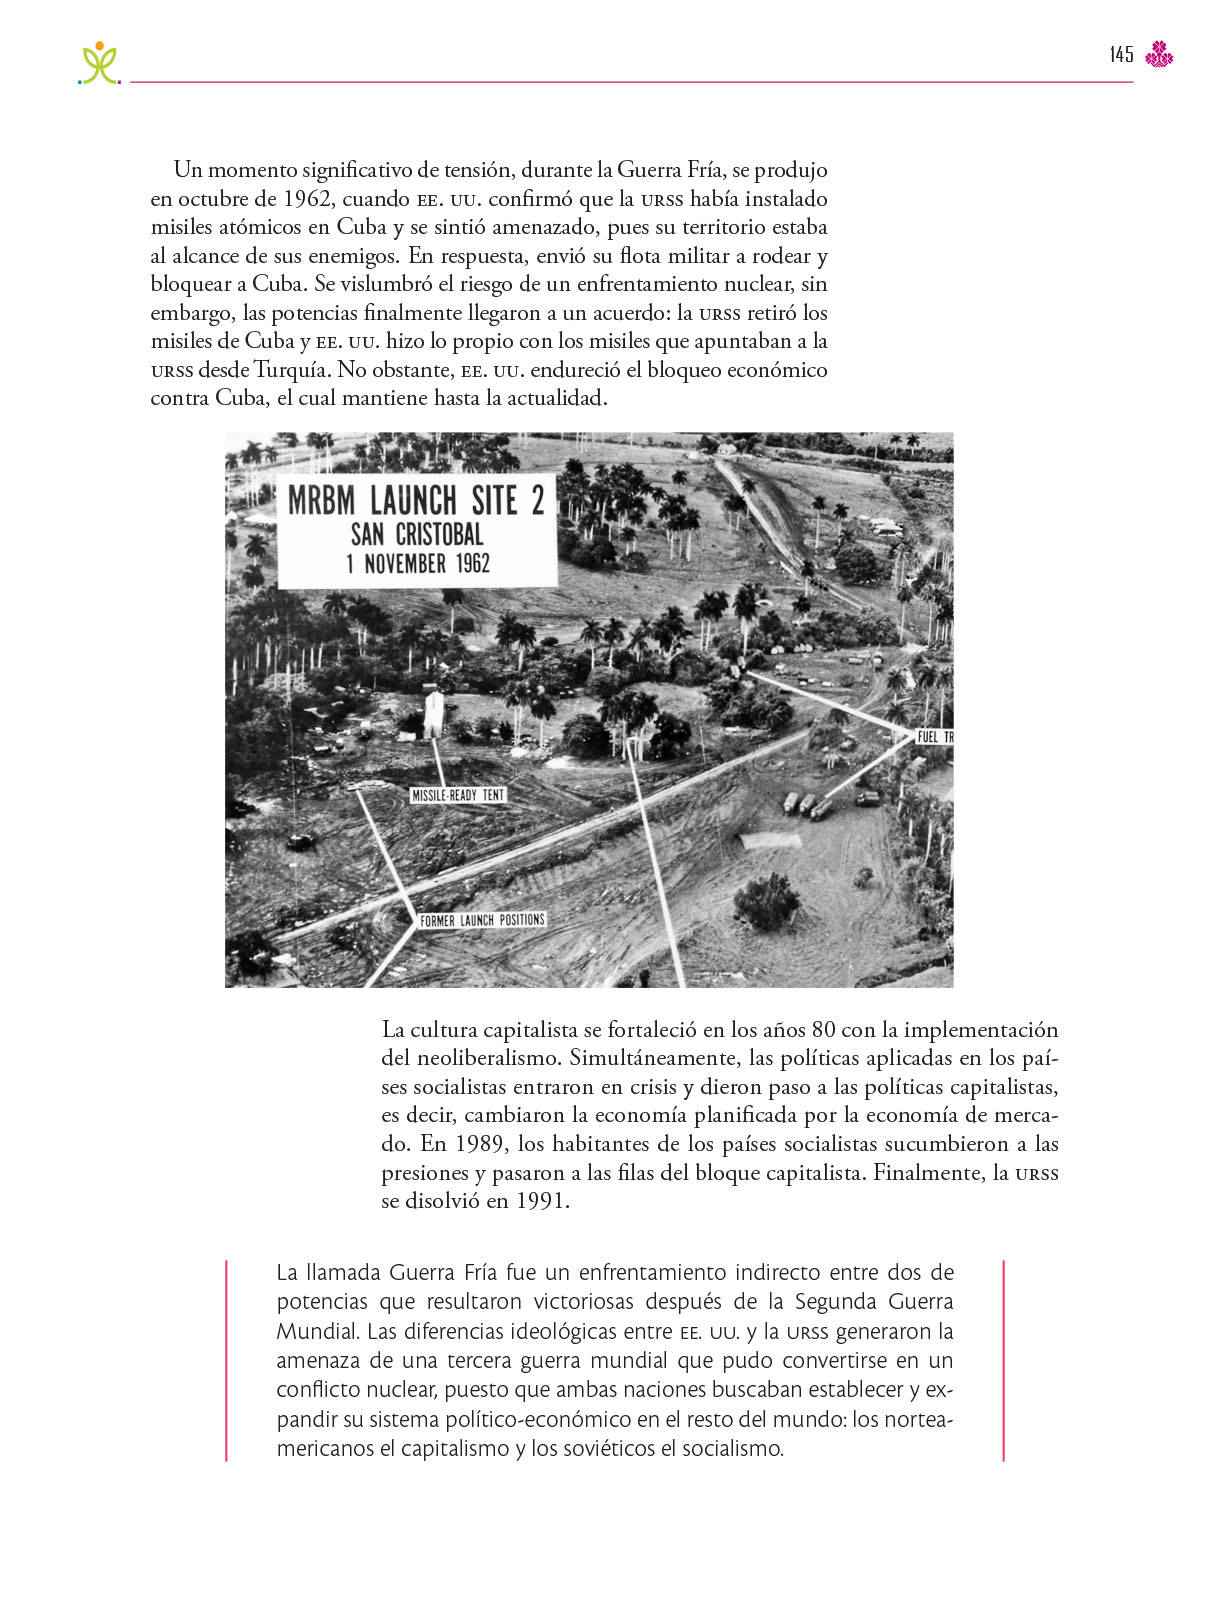 145
Un momento significativo de tensión, durante la Guerra Fría, se produjo
en octubre de 1962, cuando EE. UU. confirmó que la URSS había instalado
misiles atómicos en Cuba y se sintió amenazado, pues su territorio estaba
al alcance de sus enemigos. En respuesta, envió su flota militar a rodear y
bloquear a Cuba. Se vislumbró el riesgo de un enfrentamiento nuclear, sin
embargo, las potencias finalmente llegaron a un acuerdo: la URSS retiró los
misiles de Cuba y EE. UU. hizo lo propio con los misiles que apuntaban a la
URSS desde Turquía. No obstante, EE. UU. endureció el bloqueo económico
contra Cuba, el cual mantiene hasta la actualidad.
MRBM LAUNCH SITE 2
SAN CRISTOBAL
1 NOVEMBER 1962
FUEL TR
MISSILE-READY TENT
FORMER LAUNCH POSITIONS
La cultura capitalista se fortaleció en los años 80 con la implementación
del neoliberalismo. Simultáneamente, las políticas aplicadas en los paí-
ses socialistas entraron en crisis y dieron paso a las políticas capitalistas,
es decir, cambiaron la economía planificada por la economía de merca-
do. En 1989, los habitantes de los países socialistas sucumbieron a las
presiones y pasaron a las filas del bloque capitalista. Finalmente, la URSS
se disolvió en 1991.
La llamada Guerra Fría fue un enfrentamiento indirecto entre dos de
potencias que resultaron victoriosas después de la Segunda Guerra
Mundial. Las diferencias ideológicas entre EE. UU. y la URSS generaron la
amenaza de una tercera guerra mundial que pudo convertirse en un
conflicto nuclear, puesto que ambas naciones buscaban establecer y ex-
pandir su sistema político-económico en el resto del mundo: los nortea-
mericanos el capitalismo y los soviéticos el socialismo.